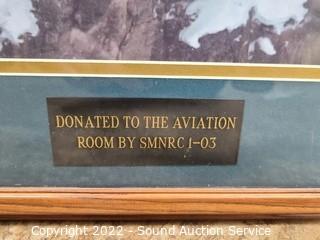 DONATED TO THE AVIATION
ROOM BY SMNRC 1-03
Copyright 2022 - Sound Auction Service